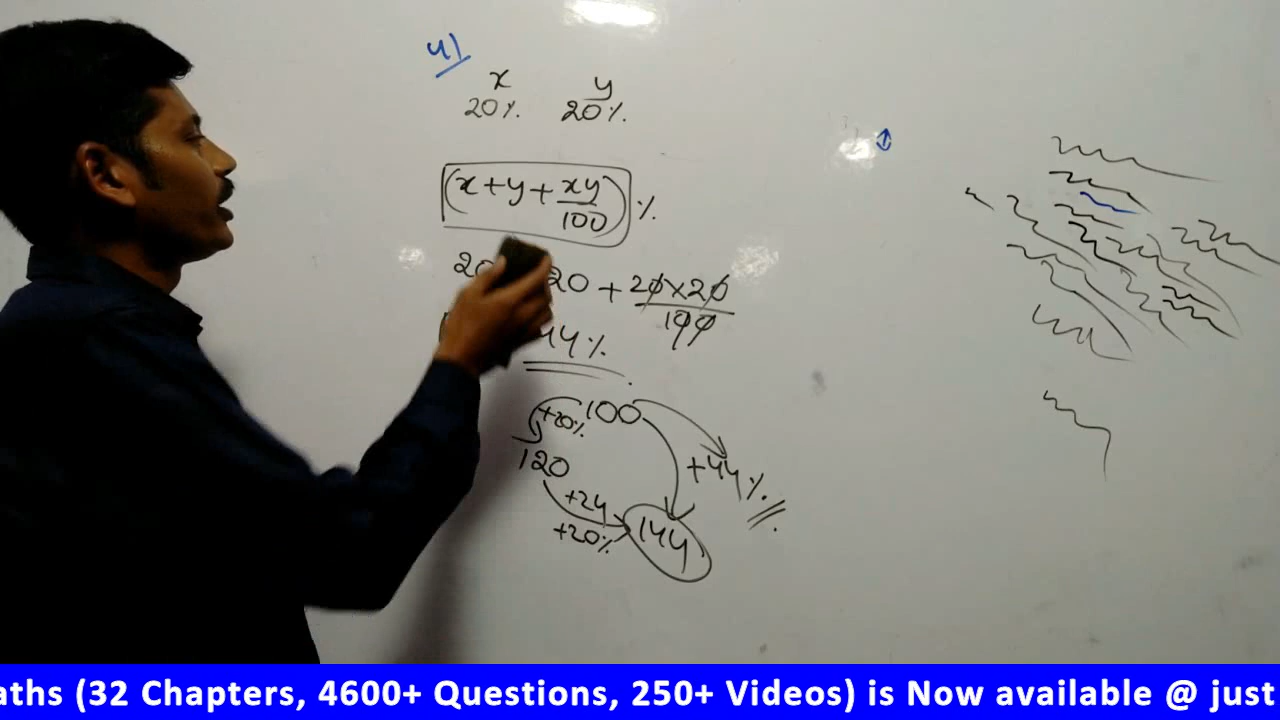 4)
x y
20% 20%
(x+y+xy/100)%
20 20 + 20×20/100
44%
100
+20%
120
+44%
+24
+20%
144
aths (32 Chapters, 4600+ Questions, 250+ Videos) is Now available @ just